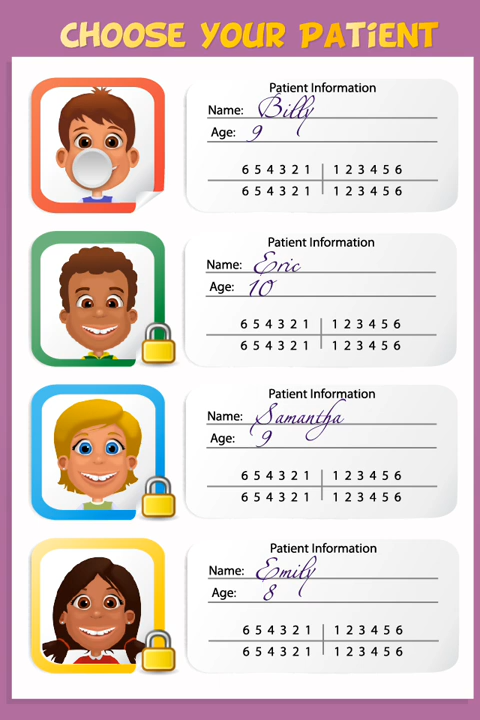 CHOOSE YOUR PATIENT
Patient Information
Name: Billy
Age: 9
6 5 4 3 2 1 1 2 3 4 5 6
6 5 4 3 2 1 1 2 3 4 5 6
Patient Information
Name: Eric
Age: 10
6 5 4 3 2 1 1 2 3 4 5 6
6 5 4 3 2 1 1 2 3 4 5 6
Patient Information
Name: Samantha
Age: 9
6 5 4 3 2 1 1 2 3 4 5 6
6 5 4 3 2 1 1 2 3 4 5 6
Patient Information
Name: Emily
Age: 8
6 5 4 3 2 1 1 2 3 4 5 6
6 5 4 3 2 1 1 2 3 4 5 6